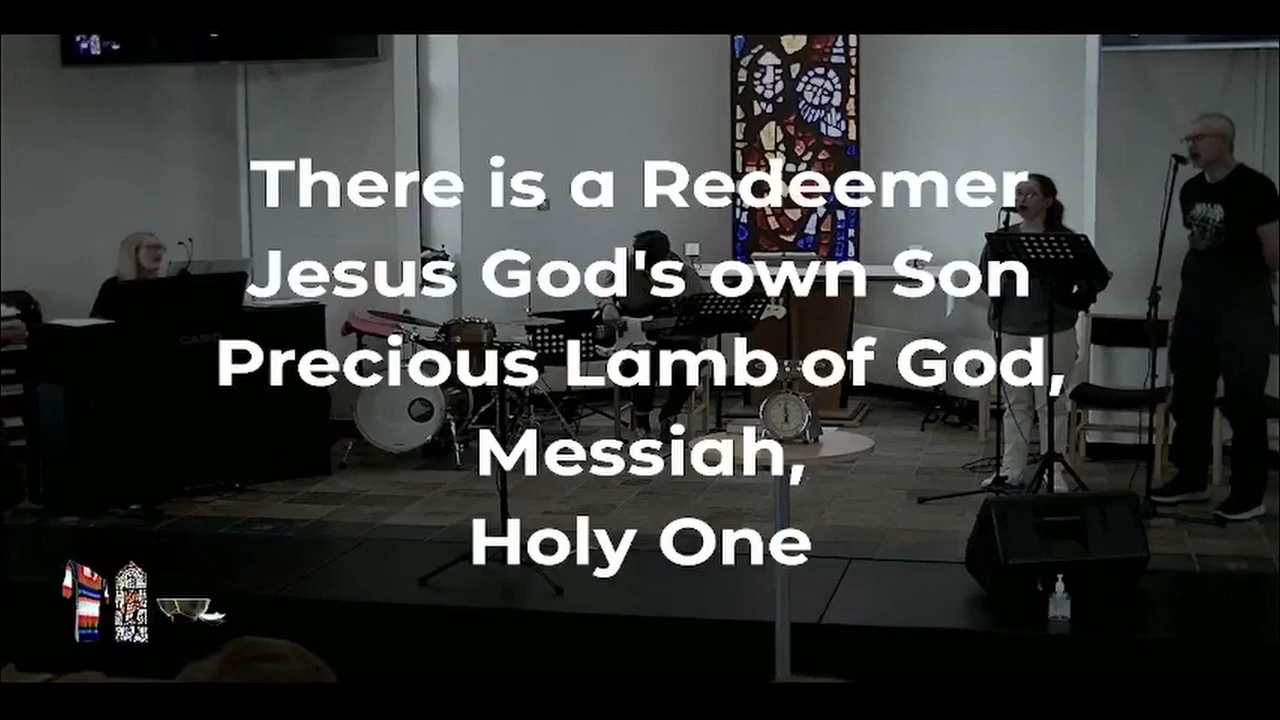 There is a Redeemer
Jesus God's own Son
Precious Lamb of God,
Messiah,
Holy One